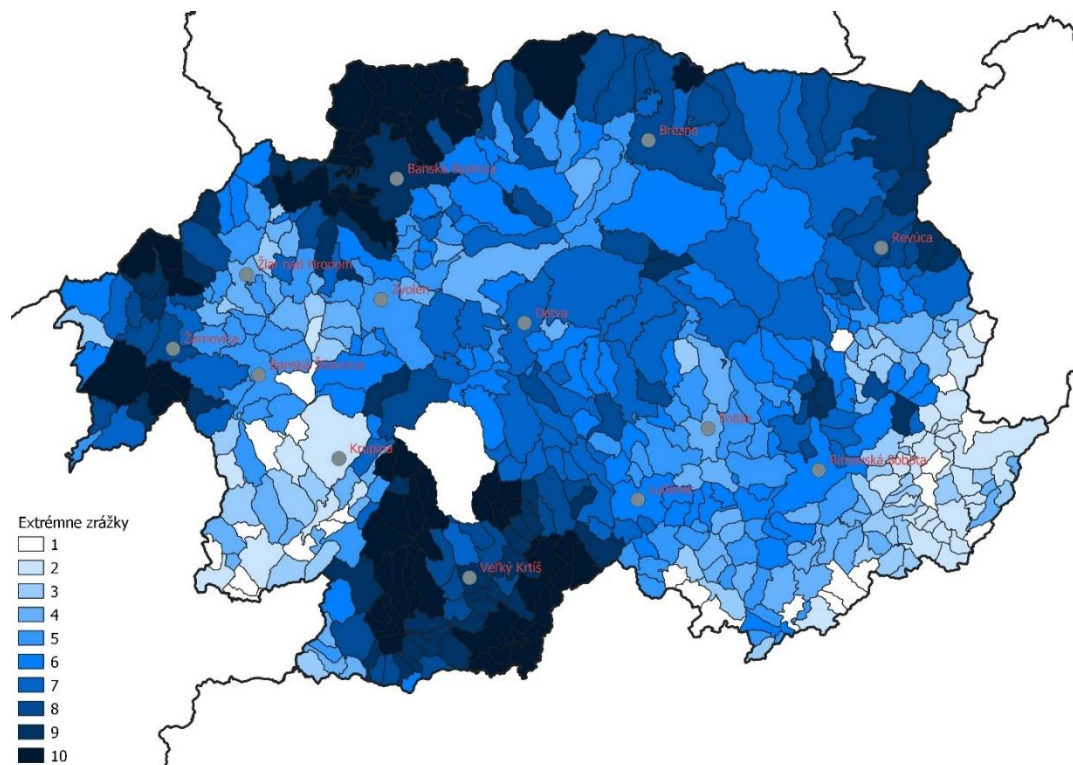 Brezno
Banská Bystrica
Revúca
Žiar nad Hronom
Zvolen
Detva
Žarnovica
Banská Štiavnica
Poltár
Krupina
Rimavská Sobota
Lučenec
Veľký Krtíš
Extrémne zrážky
1
2
3
4
5
6
7
8
9
10